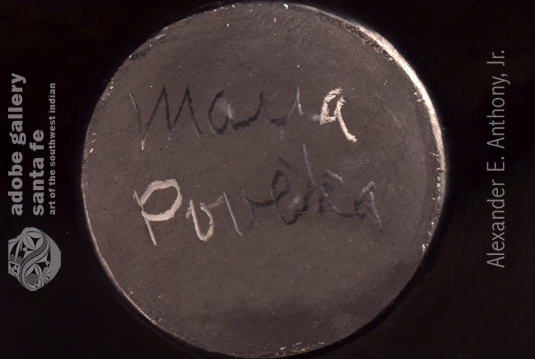 Maria
Poveka
adobe gallery
santa fe
art of the southwest indian
Alexander E. Anthony, Jr.